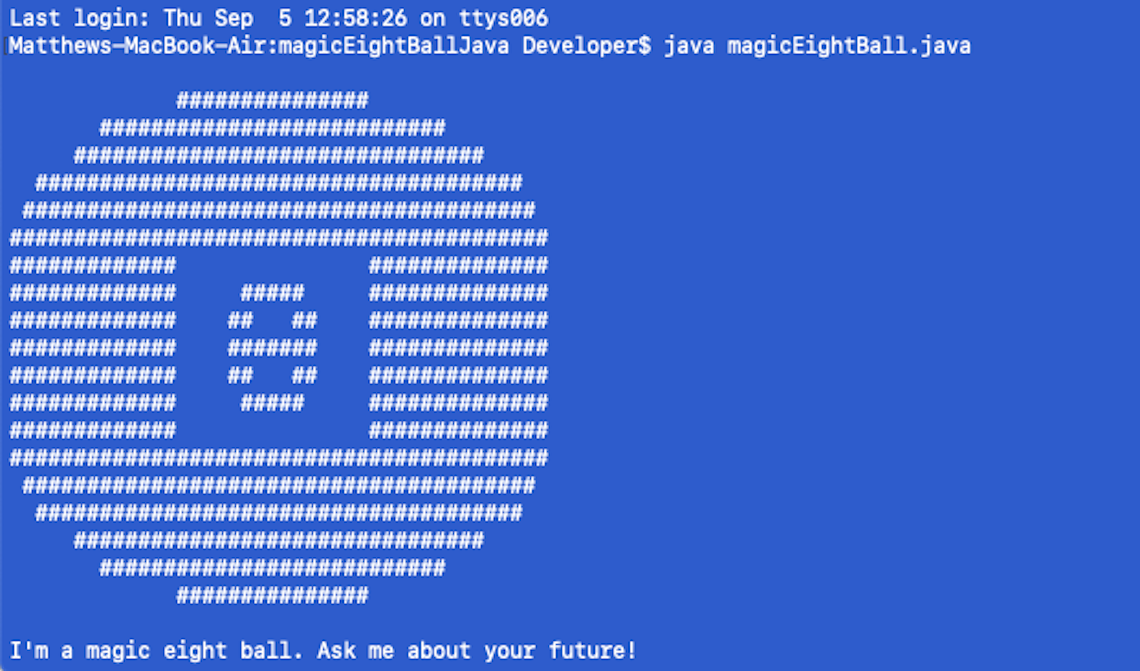 Last login: Thu Sep  5 12:58:26 on ttys006
Matthews-MacBook-Air:magicEightBallJava Developer$ java magicEightBall.java

             ###############
       ###########################
     ################################
  ######################################
 ########################################
##########################################
#############               ##############
#############     #####     ##############
#############    ##   ##    ##############
#############    #######    ##############
#############    ##   ##    ##############
#############     #####     ##############
#############               ##############
##########################################
 ########################################
  ######################################
     ################################
       ###########################
             ###############

I'm a magic eight ball. Ask me about your future!